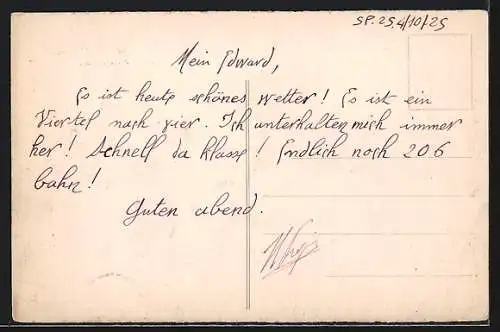 SP. 25, 4/10/25
Mein Edward,
Es ist heute schönes wetter! Es ist ein
Viertel nach vier. Ich unterhalten mich immer
her! Schnell da klasse! Endlich noch 206
bahn!
Guten abend.